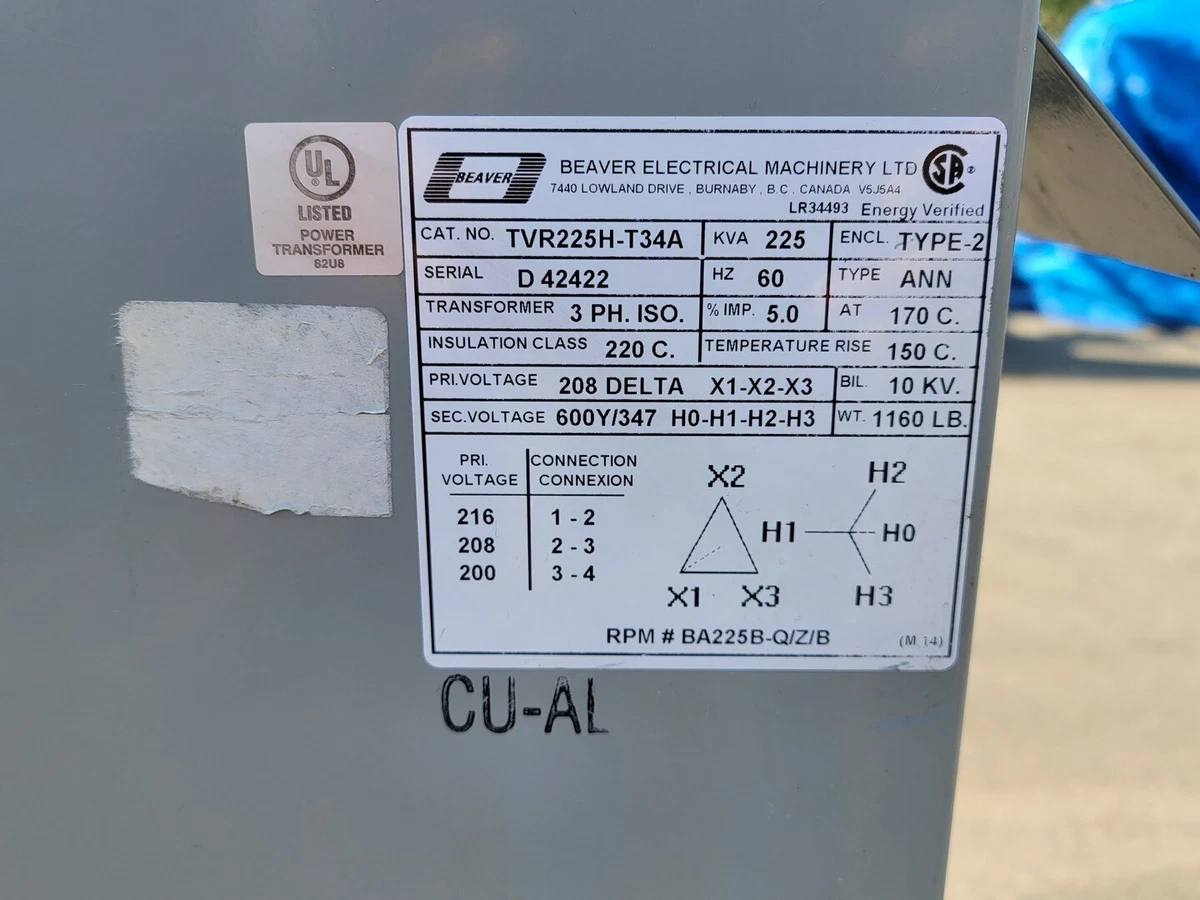 UL
LISTED
POWER
TRANSFORMER
82U8
BEAVER
BEAVER ELECTRICAL MACHINERY LTD
7440 LOWLAND DRIVE , BURNABY , B.C . CANADA V5J5A4
SA ®
LR34493 Energy Verified
CAT. NO. TVR225H-T34A KVA 225 ENCL. TYPE-2
SERIAL D 42422 HZ 60 TYPE ANN
TRANSFORMER 3 PH. ISO. % IMP. 5.0 AT 170 C.
INSULATION CLASS 220 C. TEMPERATURE RISE 150 C.
PRI.VOLTAGE 208 DELTA X1-X2-X3 BIL. 10 KV.
SEC.VOLTAGE 600Y/347 H0-H1-H2-H3 WT. 1160 LB.
PRI. CONNECTION
VOLTAGE CONNEXION
216 1 - 2
208 2 - 3
200 3 - 4
X2 H2
H1 H0
X1 X3 H3
RPM # BA225B-Q/Z/B (M 14)
CU-AL